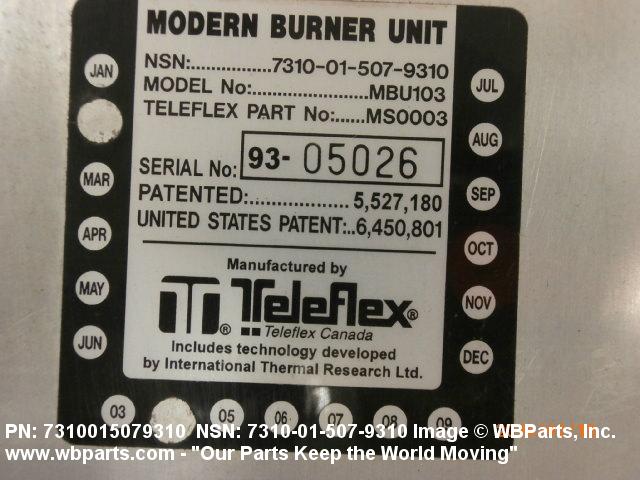 MODERN BURNER UNIT
NSN:................7310-01-507-9310
MODEL No:.......................MBU103
TELEFLEX PART No:......MS0003
SERIAL No: 93- 05026
PATENTED:................... 5,527,180
UNITED STATES PATENT:..6,450,801
Manufactured by
TI® Teleflex®
Teleflex Canada
Includes technology developed
by International Thermal Research Ltd.
JAN
MAR
APR
MAY
JUN
JUL
AUG
SEP
OCT
NOV
DEC
03 05 06 07 08 09
PN: 7310015079310 NSN: 7310-01-507-9310 Image © WBParts, Inc.
www.wbparts.com - "Our Parts Keep the World Moving"